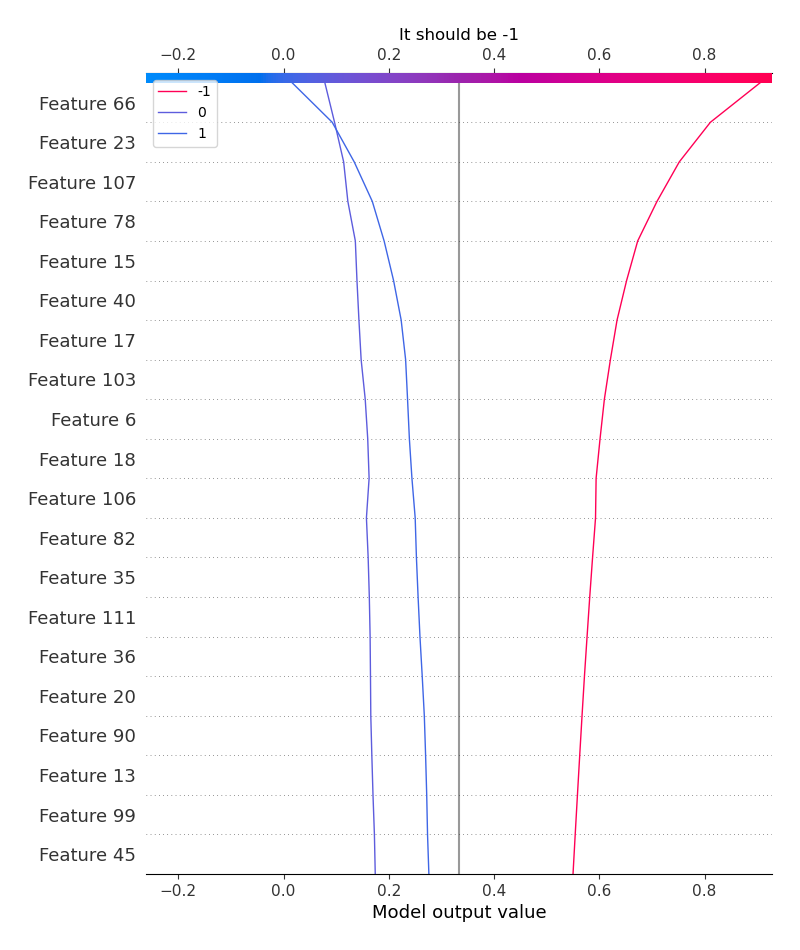 It should be -1
−0.2 0.0 0.2 0.4 0.6 0.8
-1
0
1
Feature 66
Feature 23
Feature 107
Feature 78
Feature 15
Feature 40
Feature 17
Feature 103
Feature 6
Feature 18
Feature 106
Feature 82
Feature 35
Feature 111
Feature 36
Feature 20
Feature 90
Feature 13
Feature 99
Feature 45
−0.2 0.0 0.2 0.4 0.6 0.8
Model output value